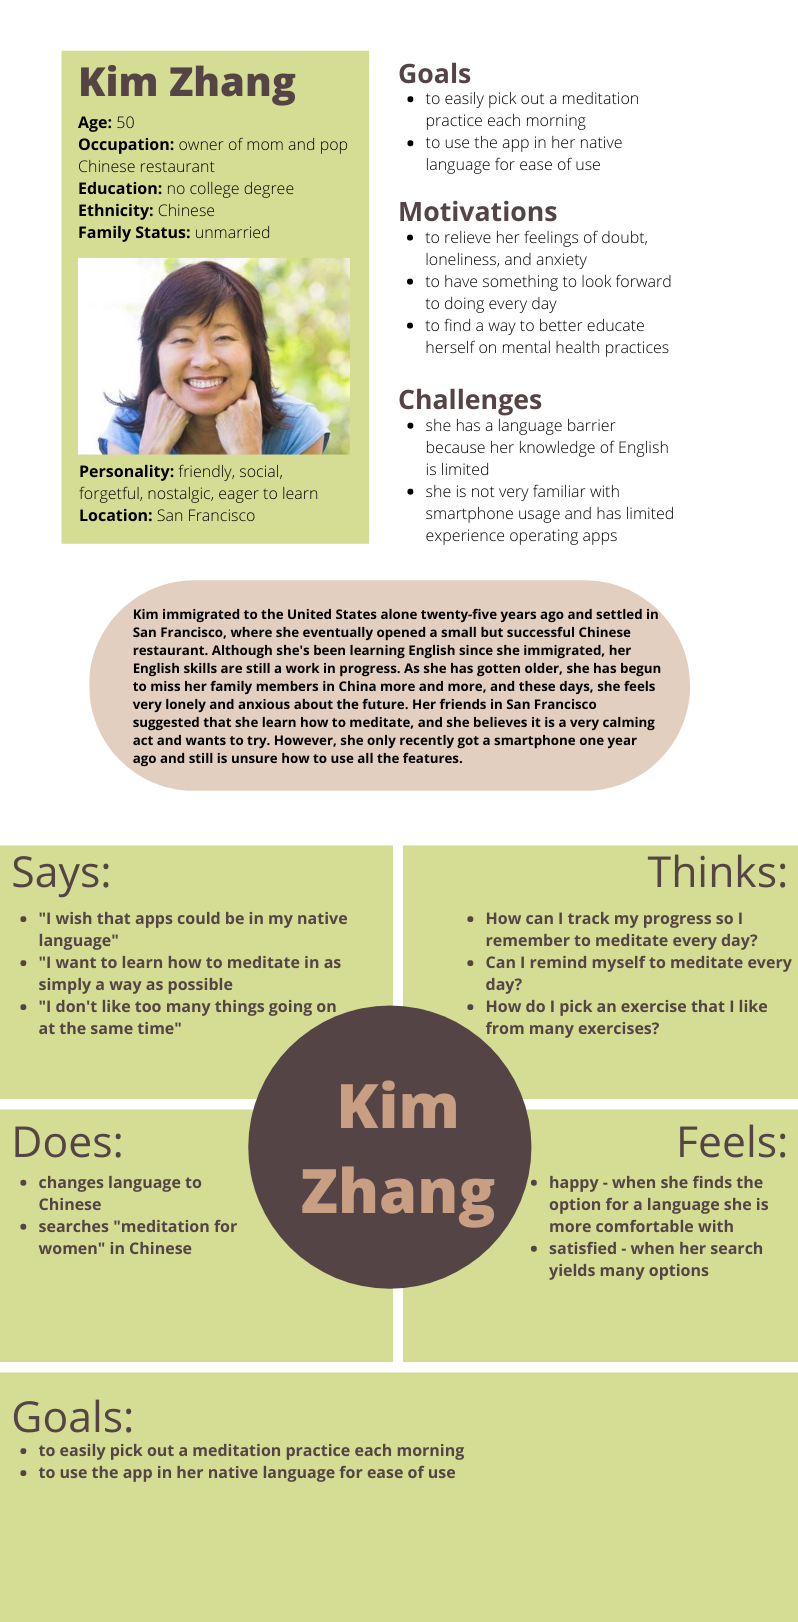 Kim Zhang
Age: 50
Occupation: owner of mom and pop
Chinese restaurant
Education: no college degree
Ethnicity: Chinese
Family Status: unmarried
Personality: friendly, social,
forgetful, nostalgic, eager to learn
Location: San Francisco
Goals
• to easily pick out a meditation
practice each morning
• to use the app in her native
language for ease of use
Motivations
• to relieve her feelings of doubt,
loneliness, and anxiety
• to have something to look forward
to doing every day
• to find a way to better educate
herself on mental health practices
Challenges
• she has a language barrier
because her knowledge of English
is limited
• she is not very familiar with
smartphone usage and has limited
experience operating apps
Kim immigrated to the United States alone twenty-five years ago and settled in
San Francisco, where she eventually opened a small but successful Chinese
restaurant. Although she's been learning English since she immigrated, her
English skills are still a work in progress. As she has gotten older, she has begun
to miss her family members in China more and more, and these days, she feels
very lonely and anxious about the future. Her friends in San Francisco
suggested that she learn how to meditate, and she believes it is a very calming
act and wants to try. However, she only recently got a smartphone one year
ago and still is unsure how to use all the features.
Says:
• "I wish that apps could be in my native
language"
• "I want to learn how to meditate in as
simply a way as possible
• "I don't like too many things going on
at the same time"
Thinks:
• How can I track my progress so I
remember to meditate every day?
• Can I remind myself to meditate every
day?
• How do I pick an exercise that I like
from many exercises?
Kim
Zhang
Does:
• changes language to
Chinese
• searches "meditation for
women" in Chinese
Feels:
• happy - when she finds the
option for a language she is
more comfortable with
• satisfied - when her search
yields many options
Goals:
• to easily pick out a meditation practice each morning
• to use the app in her native language for ease of use